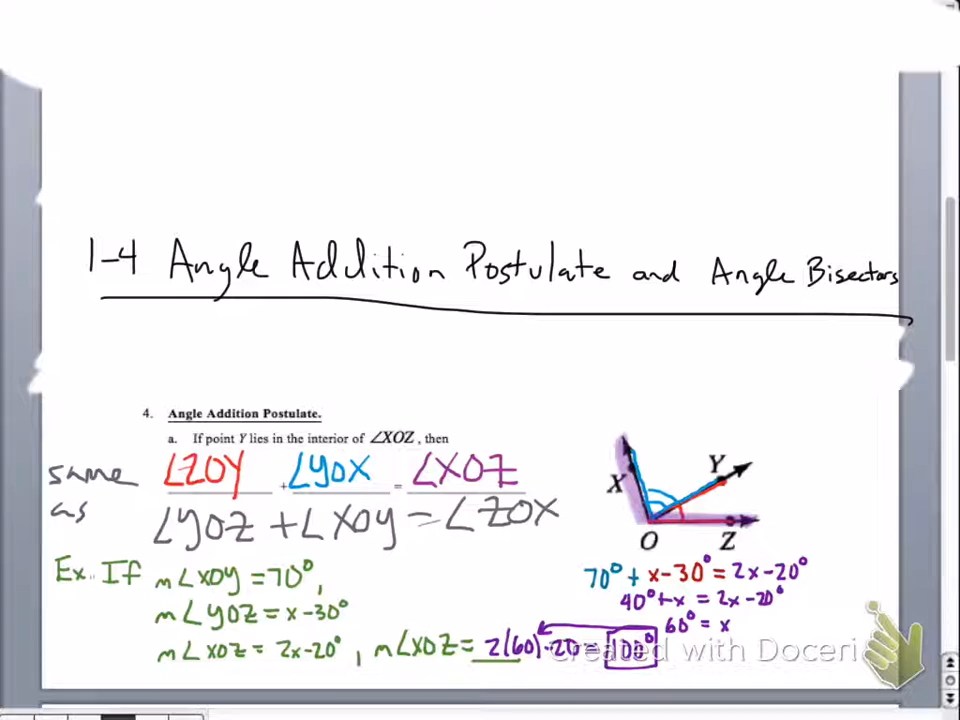 1-4 Angle Addition Postulate and Angle Bisectors
4. Angle Addition Postulate.
a. If point Y lies in the interior of ∠XOZ, then
same as
∠ZOY + ∠YOX = ∠XOZ
∠YOZ + ∠XOY = ∠ZOX
X
Y
O
Z
Ex. If m∠XOY = 70°,
m∠YOZ = x-30°
m∠XOZ = 2x-20°, m∠XOZ = 2(60)-20= 100°
70° + x-30° = 2x-20°
40°+x = 2x-20°
60° = x
Created with Doceri